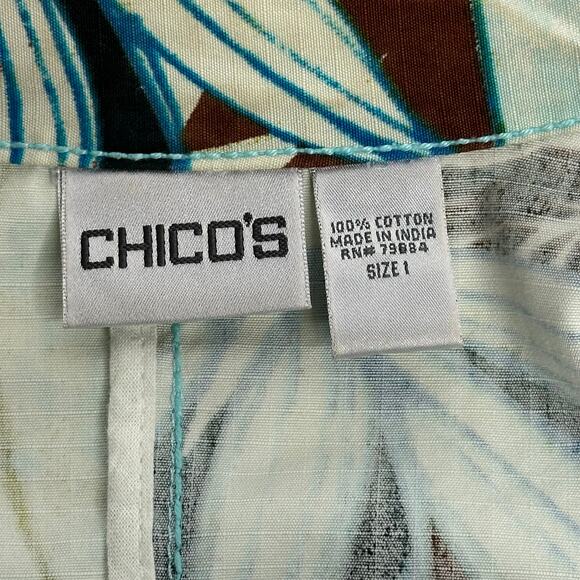 CHICO'S
100% COTTON
MADE IN INDIA
RN# 79884
SIZE 1